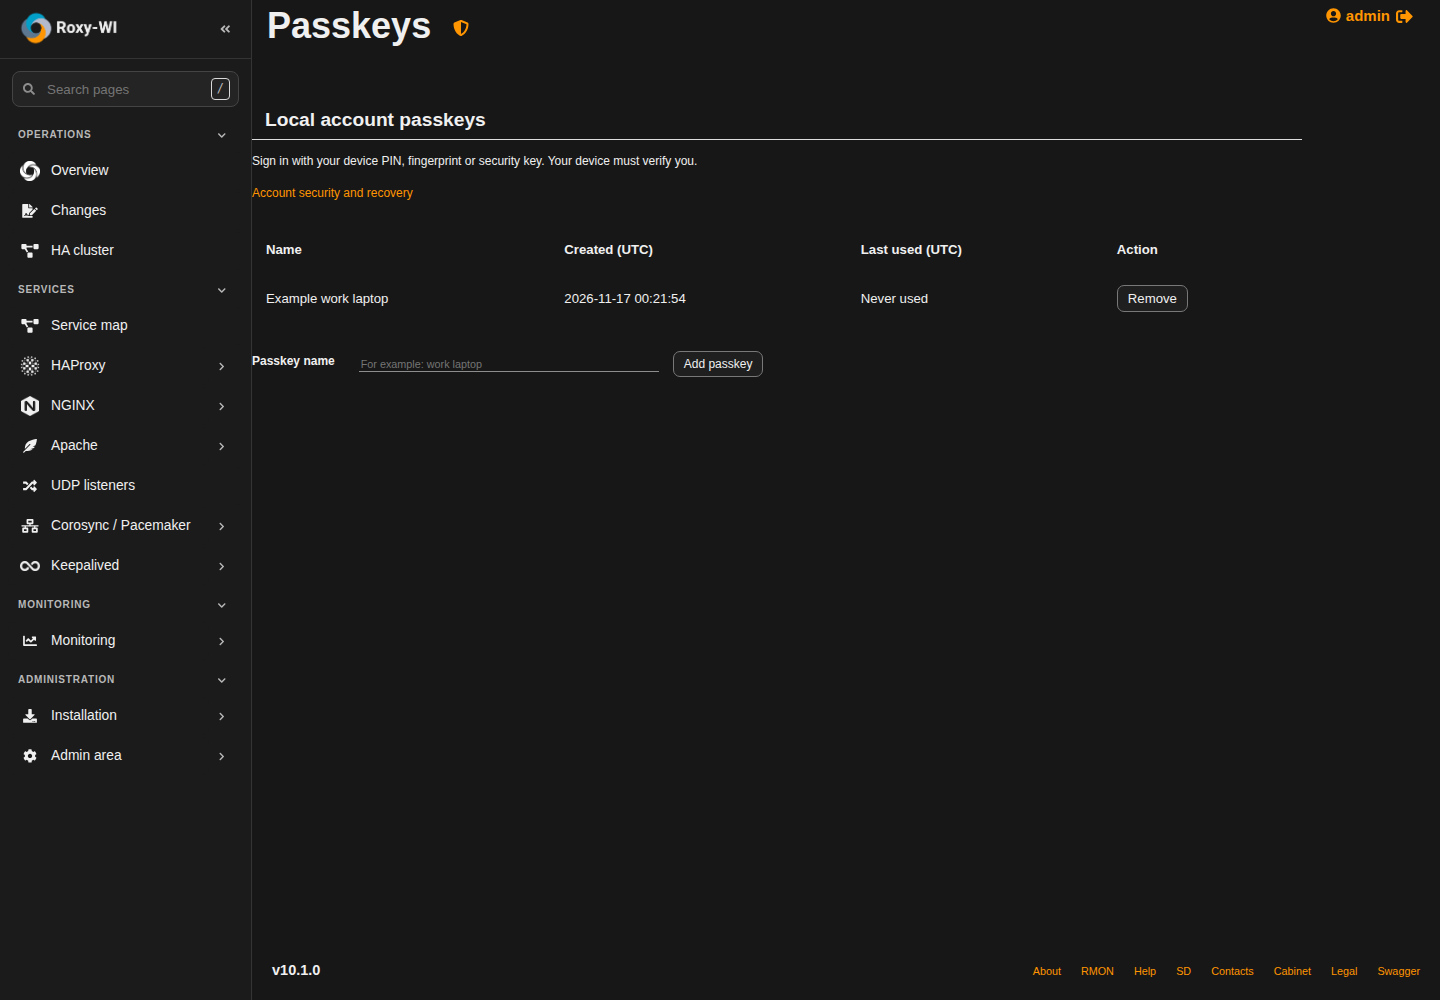 Roxy-WI
«
Search pages
/
OPERATIONS
Overview
Changes
HA cluster
SERVICES
Service map
HAProxy
NGINX
Apache
UDP listeners
Corosync / Pacemaker
Keepalived
MONITORING
Monitoring
ADMINISTRATION
Installation
Admin area
Passkeys
admin
Local account passkeys
Sign in with your device PIN, fingerprint or security key. Your device must verify you.
Account security and recovery
Name Created (UTC) Last used (UTC) Action
Example work laptop 2026-11-17 00:21:54 Never used Remove
Passkey name For example: work laptop Add passkey
v10.1.0
About RMON Help SD Contacts Cabinet Legal Swagger